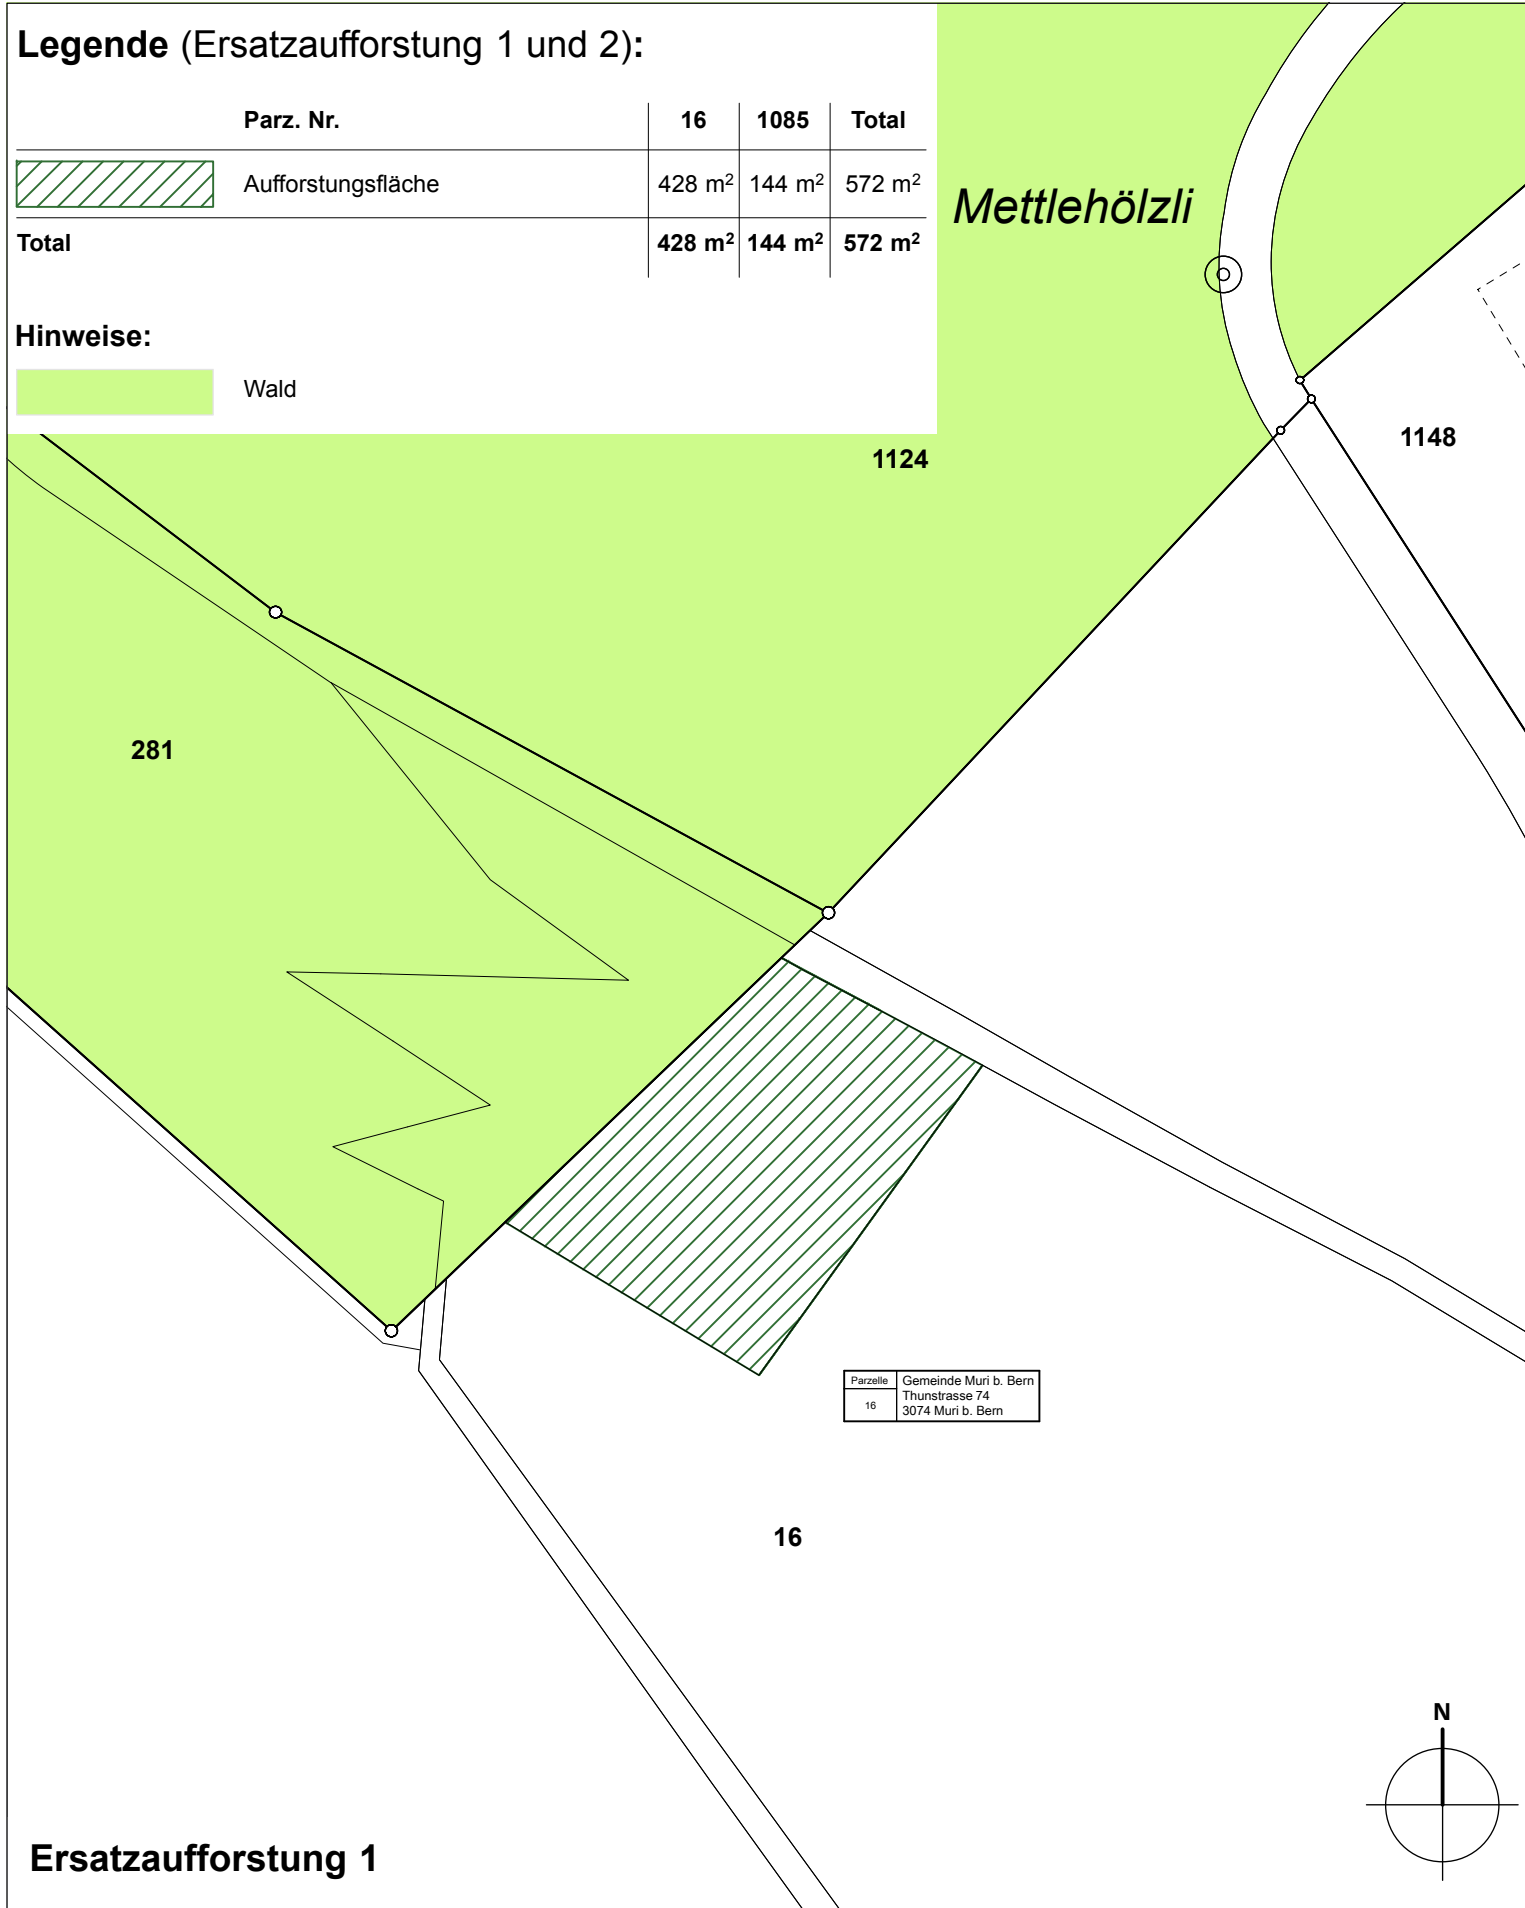 Legende (Ersatzaufforstung 1 und 2):
Parz. Nr. 16 1085 Total
Aufforstungsfläche 428 m² 144 m² 572 m²
Total 428 m² 144 m² 572 m²
Hinweise:
Wald
Mettlehölzli
1124
1148
281
Parzelle
16
Gemeinde Muri b. Bern
Thunstrasse 74
3074 Muri b. Bern
16
N
Ersatzaufforstung 1